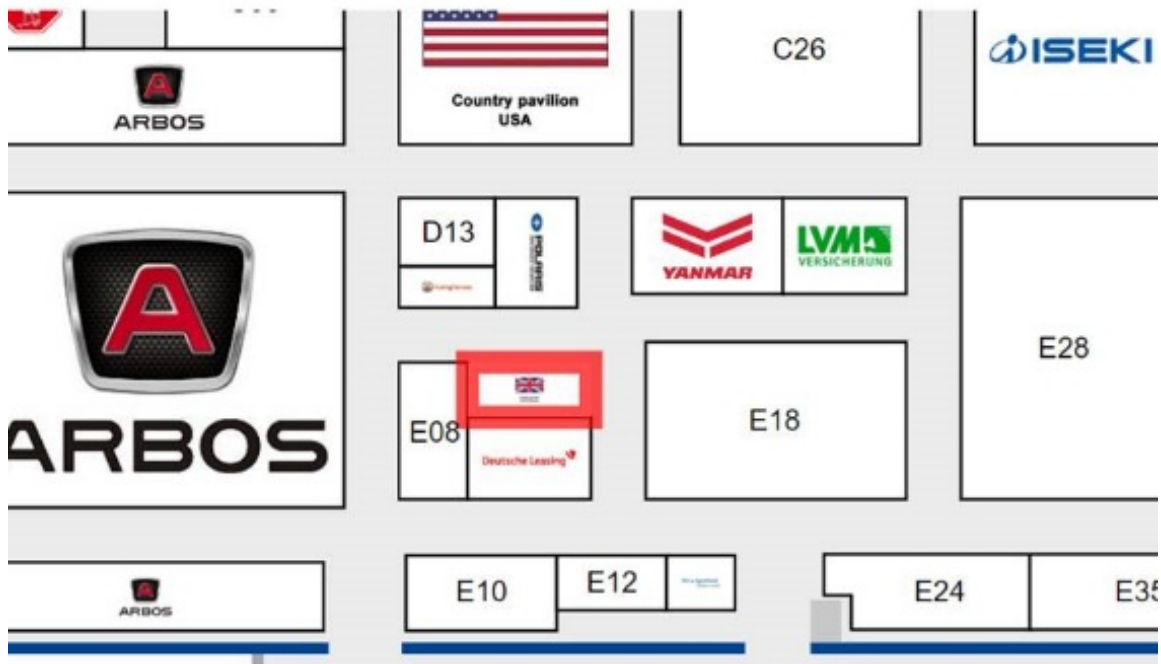 ARBOS
Country pavilion
USA
C26
ISEKI
A
ARBOS
D13
POLARIS
YANMAR
LVM
VERSICHERUNG
E28
E08
Deutsche Leasing
E18
ARBOS
E10
E12
E24
E35